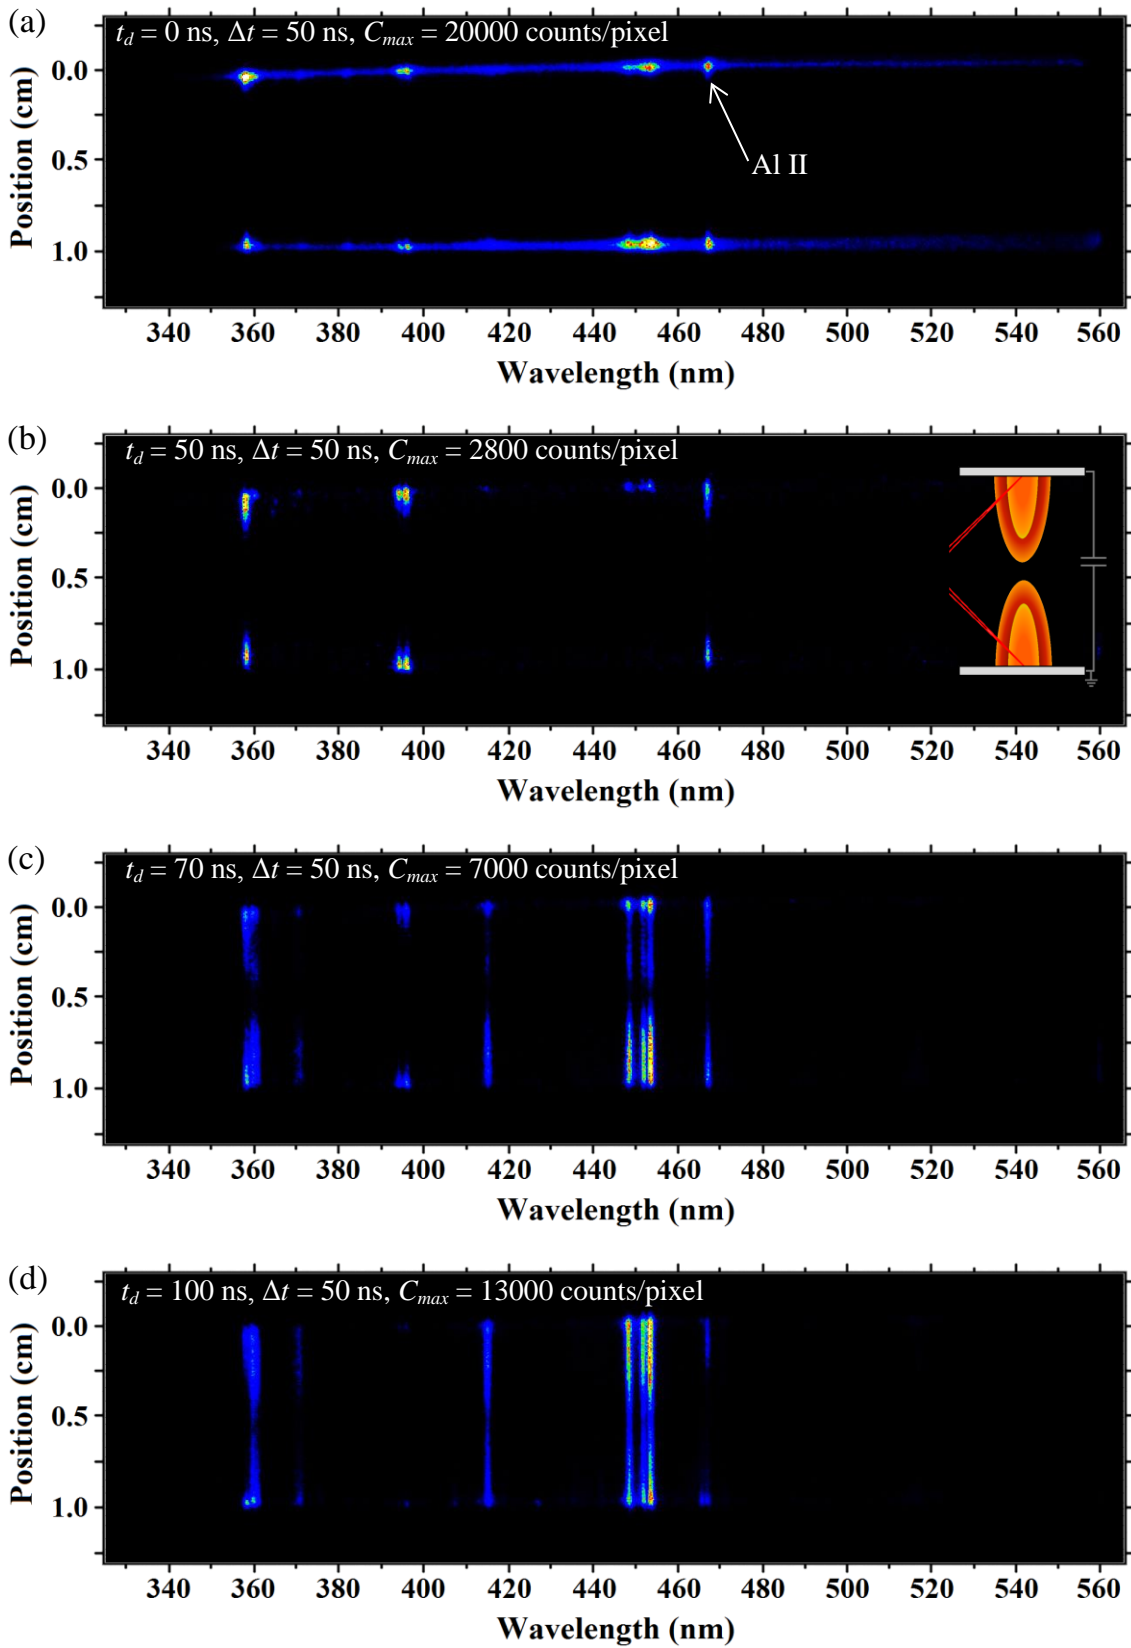 (a)
t_d = 0 ns, Δt = 50 ns, C_max = 20000 counts/pixel
Position (cm)
0.0
0.5
1.0
Al II
340 360 380 400 420 440 460 480 500 520 540 560
Wavelength (nm)
(b)
t_d = 50 ns, Δt = 50 ns, C_max = 2800 counts/pixel
Position (cm)
0.0
0.5
1.0
340 360 380 400 420 440 460 480 500 520 540 560
Wavelength (nm)
(c)
t_d = 70 ns, Δt = 50 ns, C_max = 7000 counts/pixel
Position (cm)
0.0
0.5
1.0
340 360 380 400 420 440 460 480 500 520 540 560
Wavelength (nm)
(d)
t_d = 100 ns, Δt = 50 ns, C_max = 13000 counts/pixel
Position (cm)
0.0
0.5
1.0
340 360 380 400 420 440 460 480 500 520 540 560
Wavelength (nm)